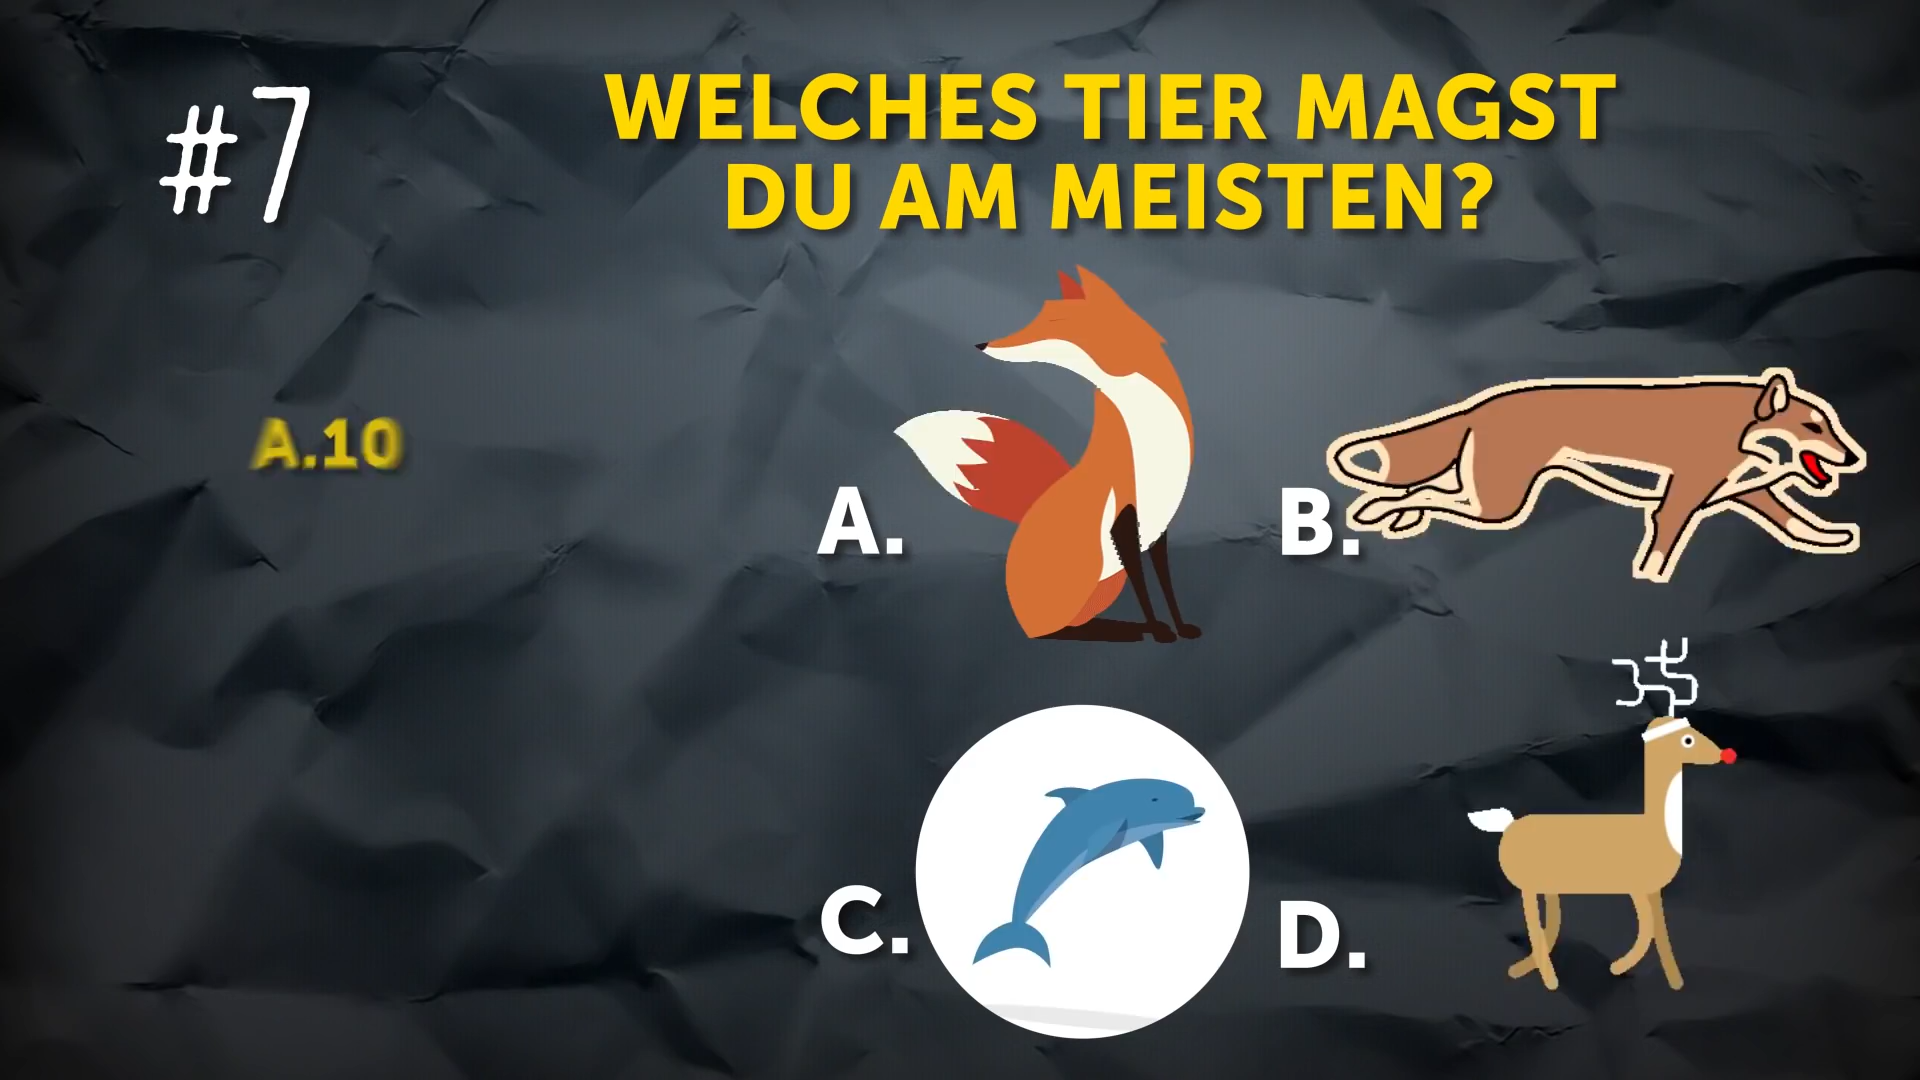 #7
WELCHES TIER MAGST
DU AM MEISTEN?
A.10
A.
B.
C.
D.